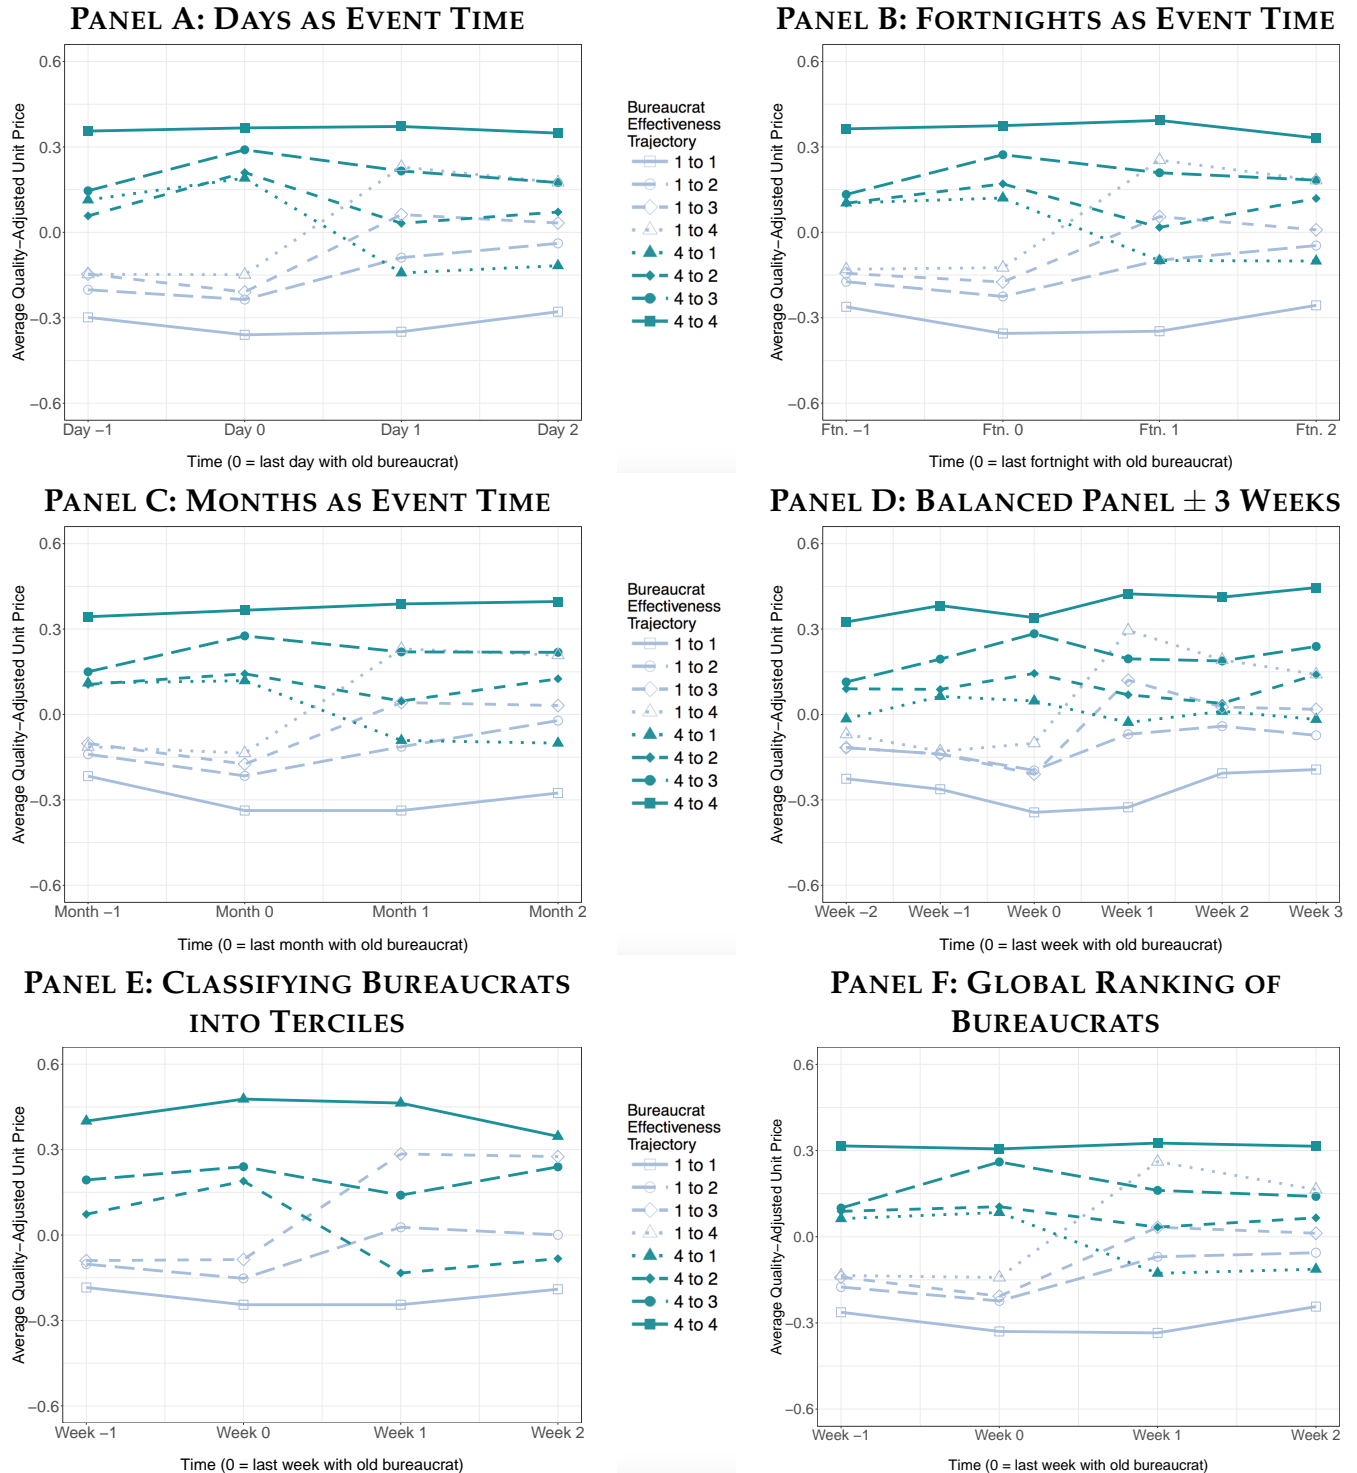 PANEL A: DAYS AS EVENT TIME
0.6
0.3
0.0
−0.3
−0.6
Average Quality−Adjusted Unit Price
Day −1
Day 0
Day 1
Day 2
Time (0 = last day with old bureaucrat)
Bureaucrat
Effectiveness
Trajectory
1 to 1
1 to 2
1 to 3
1 to 4
4 to 1
4 to 2
4 to 3
4 to 4
PANEL B: FORTNIGHTS AS EVENT TIME
0.6
0.3
0.0
−0.3
−0.6
Average Quality−Adjusted Unit Price
Ftn. −1
Ftn. 0
Ftn. 1
Ftn. 2
Time (0 = last fortnight with old bureaucrat)
PANEL C: MONTHS AS EVENT TIME
0.6
0.3
0.0
−0.3
−0.6
Average Quality−Adjusted Unit Price
Month −1
Month 0
Month 1
Month 2
Time (0 = last month with old bureaucrat)
Bureaucrat
Effectiveness
Trajectory
1 to 1
1 to 2
1 to 3
1 to 4
4 to 1
4 to 2
4 to 3
4 to 4
PANEL D: BALANCED PANEL ± 3 WEEKS
0.6
0.3
0.0
−0.3
−0.6
Average Quality−Adjusted Unit Price
Week −2
Week −1
Week 0
Week 1
Week 2
Week 3
Time (0 = last week with old bureaucrat)
PANEL E: CLASSIFYING BUREAUCRATS
INTO TERCILES
0.6
0.3
0.0
−0.3
−0.6
Average Quality−Adjusted Unit Price
Week −1
Week 0
Week 1
Week 2
Time (0 = last week with old bureaucrat)
Bureaucrat
Effectiveness
Trajectory
1 to 1
1 to 2
1 to 3
1 to 4
4 to 1
4 to 2
4 to 3
4 to 4
PANEL F: GLOBAL RANKING OF
BUREAUCRATS
0.6
0.3
0.0
−0.3
−0.6
Average Quality−Adjusted Unit Price
Week −1
Week 0
Week 1
Week 2
Time (0 = last week with old bureaucrat)